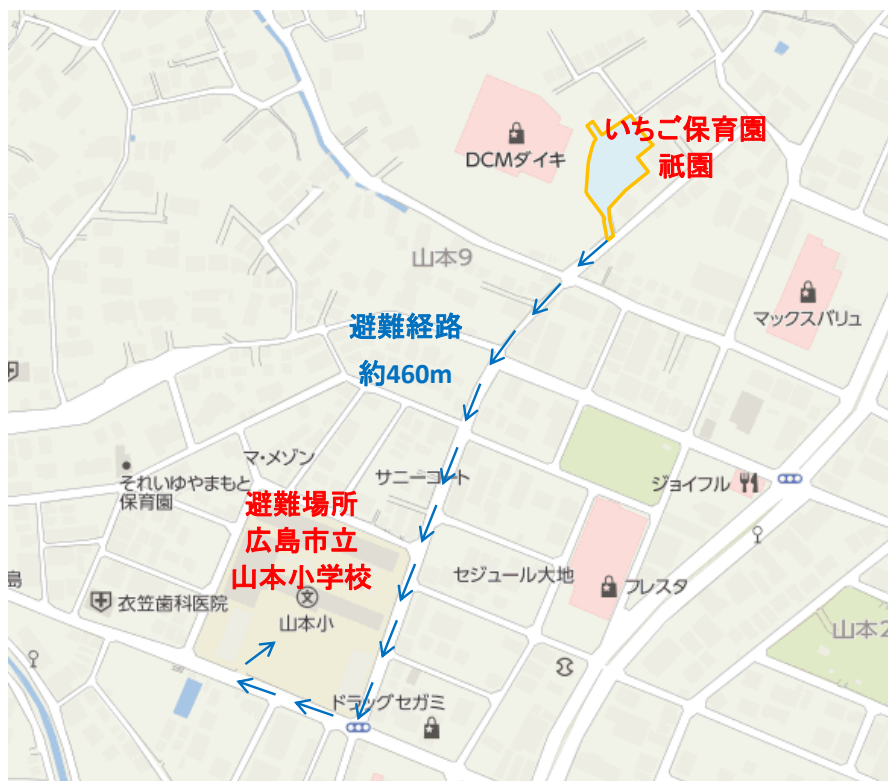 いちご保育園
祇園
DCMダイキ
山本9
マックスバリュ
避難経路
約460m
マ・メゾン
サニーコート
ジョイフル
それいゆやまもと
保育園
避難場所
広島市立
山本小学校
セジュール大地
フレスタ
島
衣笠歯科医院
文
山本小
山本2
ドラッグセガミ